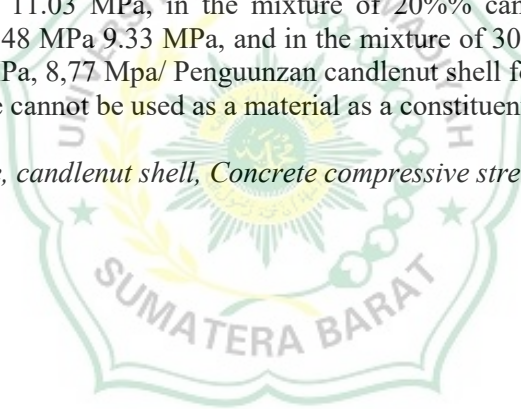 11.03 MPa, in the mixture of 20%% can
48 MPa 9.33 MPa, and in the mixture of 30
Pa, 8,77 Mpa/ Penguunzan candlenut shell fo
e cannot be used as a material as a constituen
, candlenut shell, Concrete compressive stre
SUMATERA BARAT